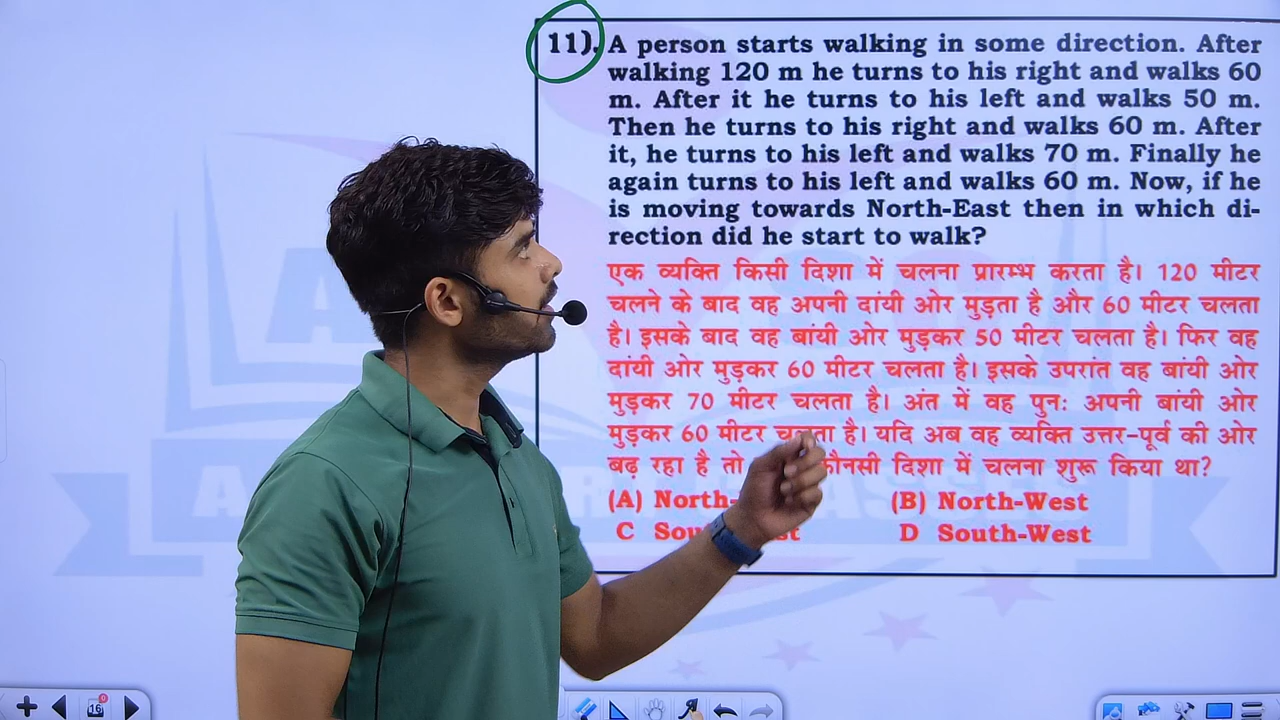 11). A person starts walking in some direction. After
walking 120 m he turns to his right and walks 60
m. After it he turns to his left and walks 50 m.
Then he turns to his right and walks 60 m. After
it, he turns to his left and walks 70 m. Finally he
again turns to his left and walks 60 m. Now, if he
is moving towards North-East then in which di-
rection did he start to walk?
एक व्यक्ति किसी दिशा में चलना प्रारम्भ करता है। 120 मीटर
चलने के बाद वह अपनी दांयी ओर मुड़ता है और 60 मीटर चलता
है। इसके बाद वह बांयी ओर मुड़कर 50 मीटर चलता है। फिर वह
दांयी ओर मुड़कर 60 मीटर चलता है। इसके उपरांत वह बांयी ओर
मुड़कर 70 मीटर चलता है। अंत में वह पुनः अपनी बांयी ओर
मुड़कर 60 मीटर चलता है। यदि अब वह व्यक्ति उत्तर-पूर्व की ओर
बढ़ रहा है तो कौनसी दिशा में चलना शुरू किया था?
(A) North- (B) North-West
C D South-West
16